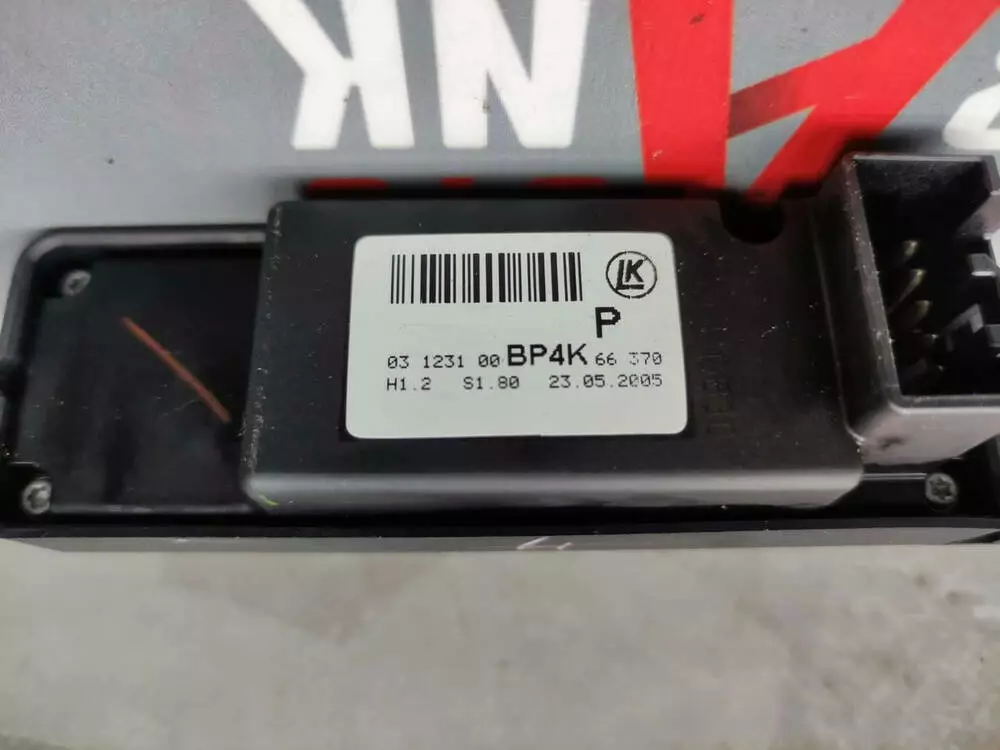 NK
LK
P
03 1231 00 BP4K 66 370
H1.2 S1.80 23.05.2005